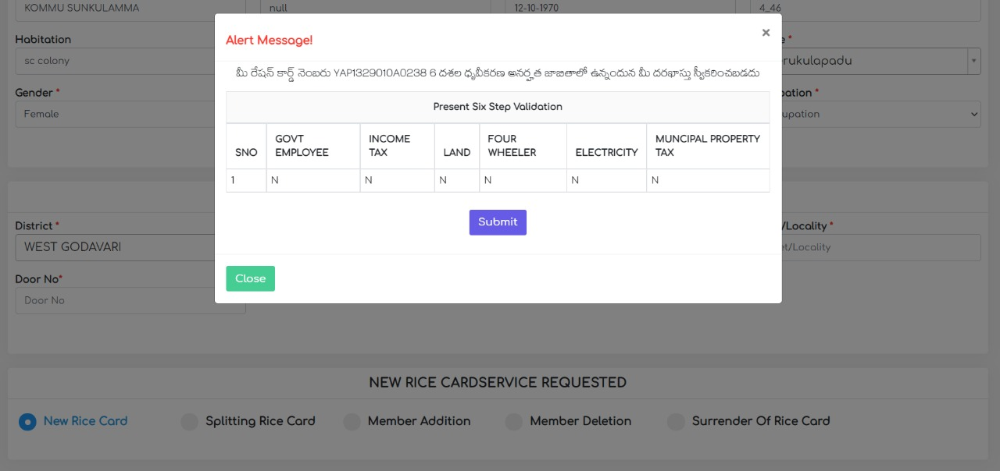 KOMMU SUNKULAMMA null 12-10-1970 4_46
Alert Message! ×
Habitation e *
sc colony rukulapadu
మీ రేషన్ కార్డ్ నెంబరు YAP1329010A0238 6 దశల ధృవీకరణ అనర్హత జాబితాలో ఉన్నందున మీ దరఖాస్తు స్వీకరించబడదు
Gender * pation *
Present Six Step Validation
Female upation
SNO GOVT EMPLOYEE INCOME TAX LAND FOUR WHEELER ELECTRICITY MUNCIPAL PROPERTY TAX
1 N N N N N N
Submit
District * /Locality *
WEST GODAVARI et/Locality
Door No*
Close
Door No
NEW RICE CARDSERVICE REQUESTED
New Rice Card Splitting Rice Card Member Addition Member Deletion Surrender Of Rice Card